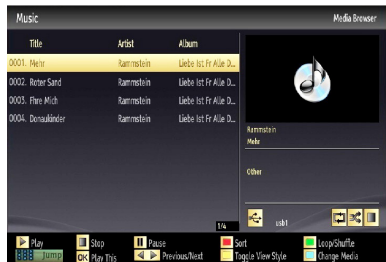 Music Media Browser
Title Artist Album
0001. Mehr Rammstein Liebe Ist Fr Alle D...
0002. Roter Sand Rammstein Liebe Ist Fr Alle D...
0003. Fhre Mich Rammstein Liebe Ist Fr Alle D...
0004. Donaukinder Rammstein Liebe Ist Fr Alle D...
Rammstein
Mehr
Other
1/4
usb1
Play Stop Pause Sort Loop/Shuffle
Jump OK Play This Previous/Next Toggle View Style Change Media